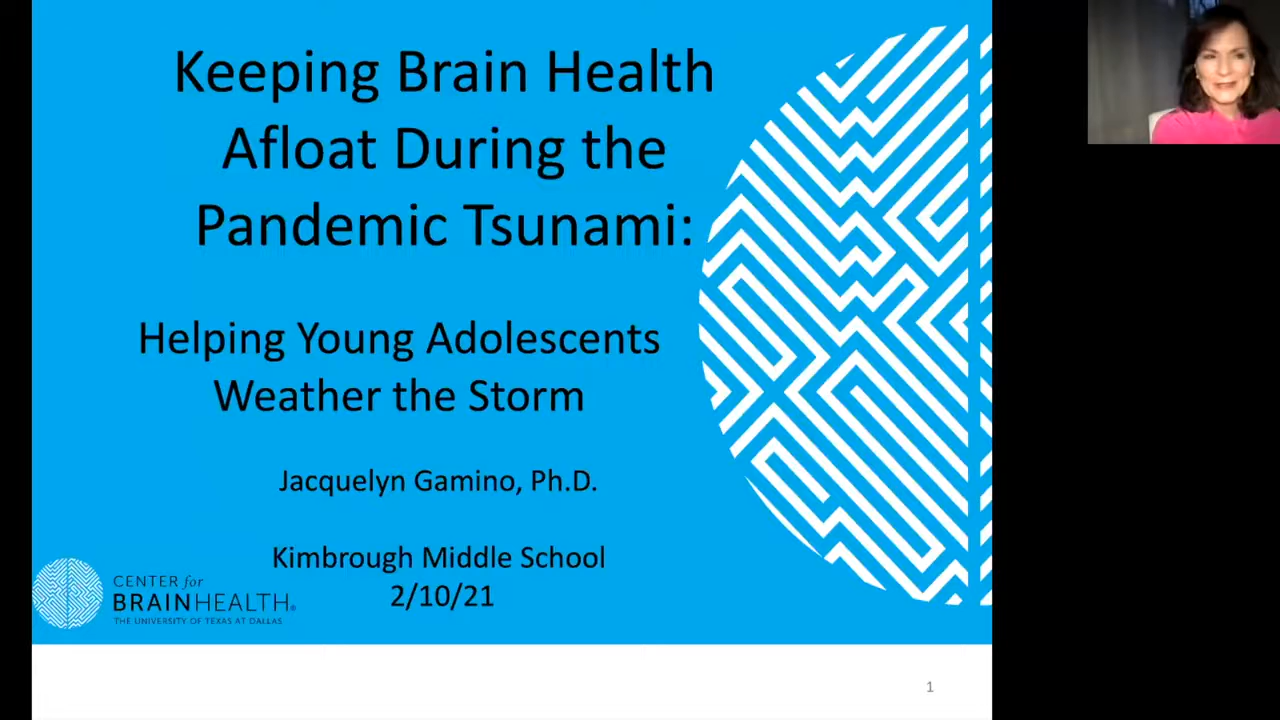 Keeping Brain Health
Afloat During the
Pandemic Tsunami:
Helping Young Adolescents
Weather the Storm
Jacquelyn Gamino, Ph.D.
Kimbrough Middle School
2/10/21
CENTER for
BRAINHEALTH®
THE UNIVERSITY OF TEXAS AT DALLAS
1